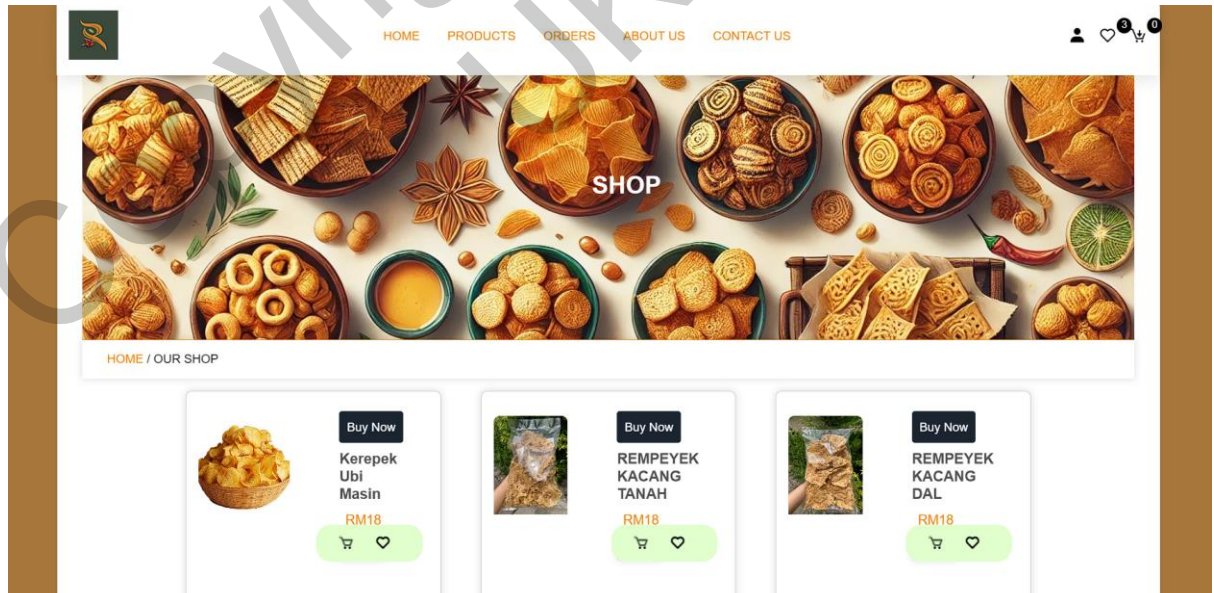 HOME PRODUCTS ORDERS ABOUT US CONTACT US
3 0
SHOP
HOME / OUR SHOP
Buy Now
Kerepek
Ubi
Masin
RM18
Buy Now
REMPEYEK
KACANG
TANAH
RM18
Buy Now
REMPEYEK
KACANG
DAL
RM18